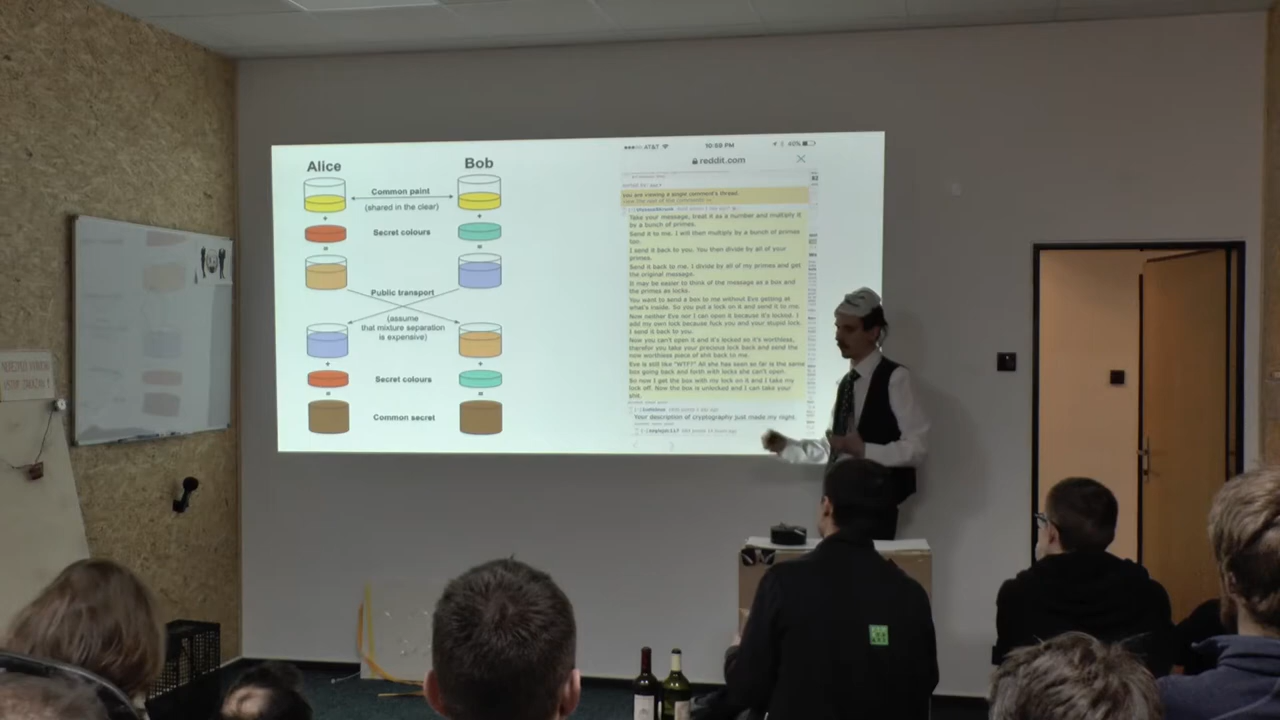 Alice
Bob
Common paint
(shared in the clear)
+
+
Secret colours
=
=
Public transport
(assume
that mixture separation
is expensive)
+
+
Secret colours
=
=
Common secret
AT&T
10:59 PM
40%
reddit.com
You are viewing a single comment's thread.
Take your message, treat it as a number and multiply it
by a bunch of primes.
Send it to me. I will then multiply by a bunch of primes
too.
I send it back to you. You then divide by all of your
primes.
Send it back to me. I divide by all of my primes and get
the original message.
It may be easier to think of the message as a box and
the primes as locks.
You want to send a box to me without Eve getting at
what's inside. So you put a lock on it and send it to me.
Now neither Eve nor I can open it because it's locked. I
add my own lock because fuck you and your stupid lock.
I send it back to you.
Now you can't open it and it's locked so it's worthless,
therefor you take your precious lock back and send the
now worthless piece of shit back to me.
Eve is still like "WTF?" All she has seen so far is the same
box going back and forth with locks she can't open.
So now I get the box with my lock on it and I take my
lock off. Now the box is unlocked and I can take your
shit.
Your description of cryptography just made my night.